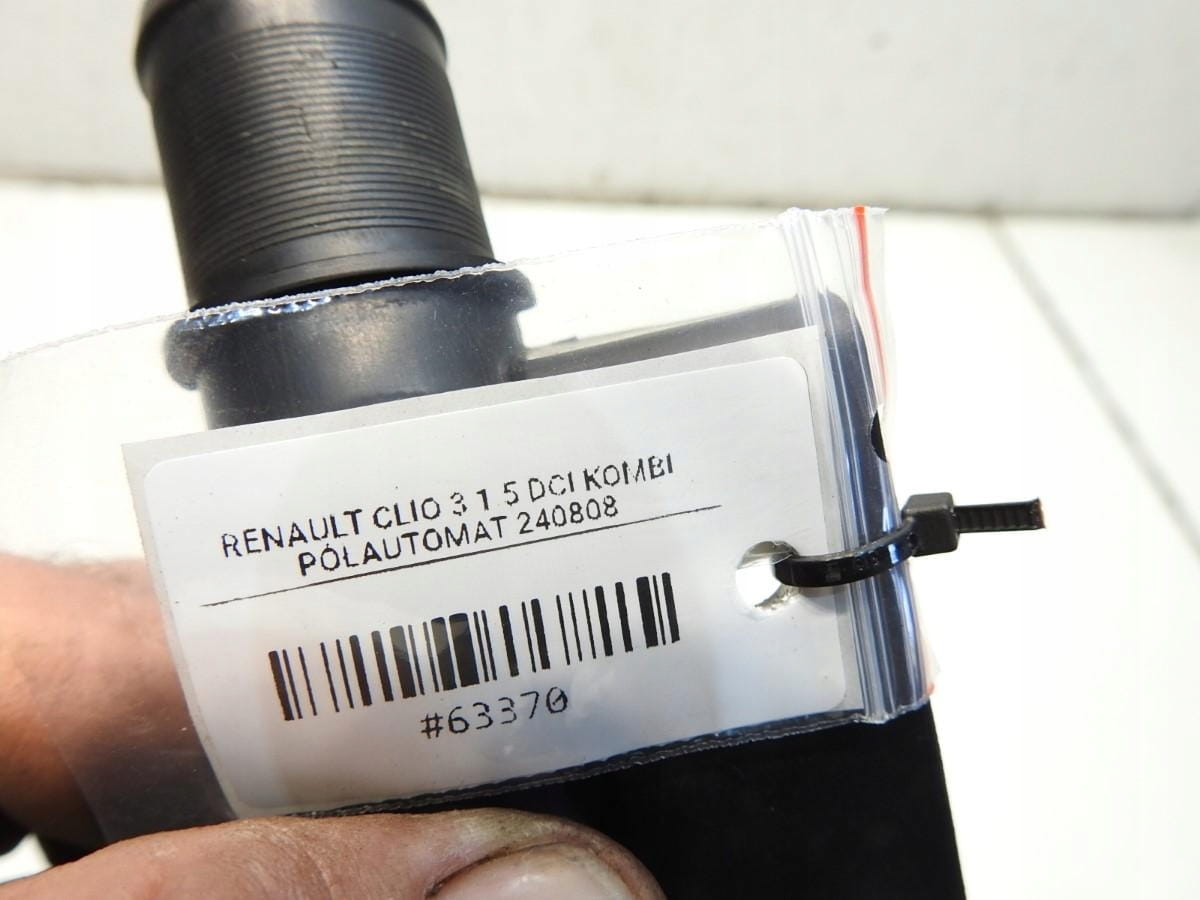 RENAULT CLIO 3 1.5 DCI KOMBI
PÓŁAUTOMAT 240808
#63370